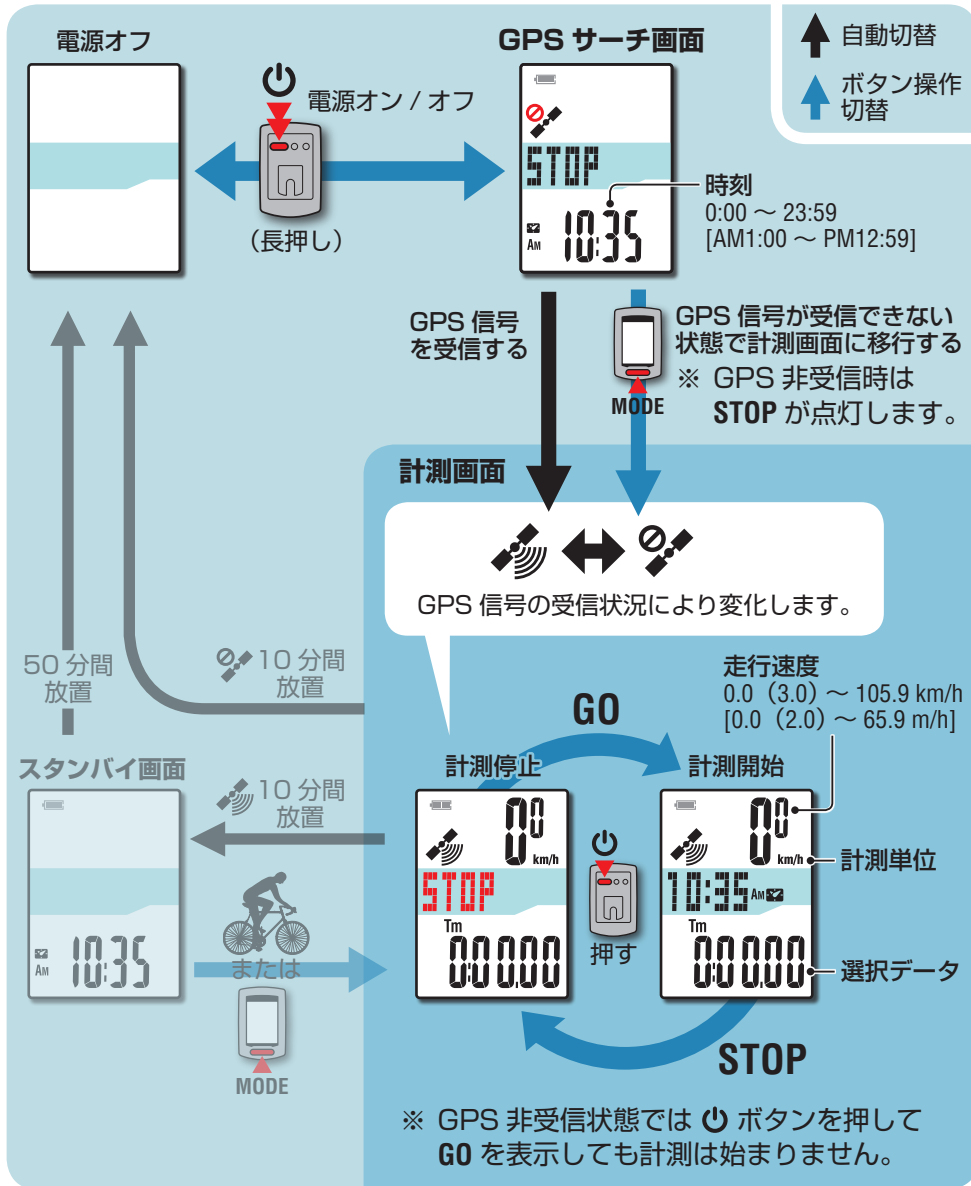 電源オフ
GPS サーチ画面
自動切替
ボタン操作
切替
電源オン / オフ
(長押し)
STOP
AM 10:35
時刻
0:00 ～ 23:59
[AM1:00 ～ PM12:59]
GPS 信号
を受信する
MODE
GPS 信号が受信できない
状態で計測画面に移行する
※ GPS 非受信時は
STOP が点灯します。
計測画面
GPS 信号の受信状況により変化します。
50 分間
放置
10 分間
放置
走行速度
0.0（3.0）～ 105.9 km/h
[0.0（2.0）～ 65.9 m/h]
GO
スタンバイ画面
10 分間
放置
計測停止
計測開始
AM 10:35
または
MODE
0.0 km/h
STOP
Tm
0:00.00
押す
0.0 km/h
10:35 AM
Tm
0:00.00
計測単位
選択データ
STOP
※ GPS 非受信状態では ⏻ ボタンを押して
GO を表示しても計測は始まりません。